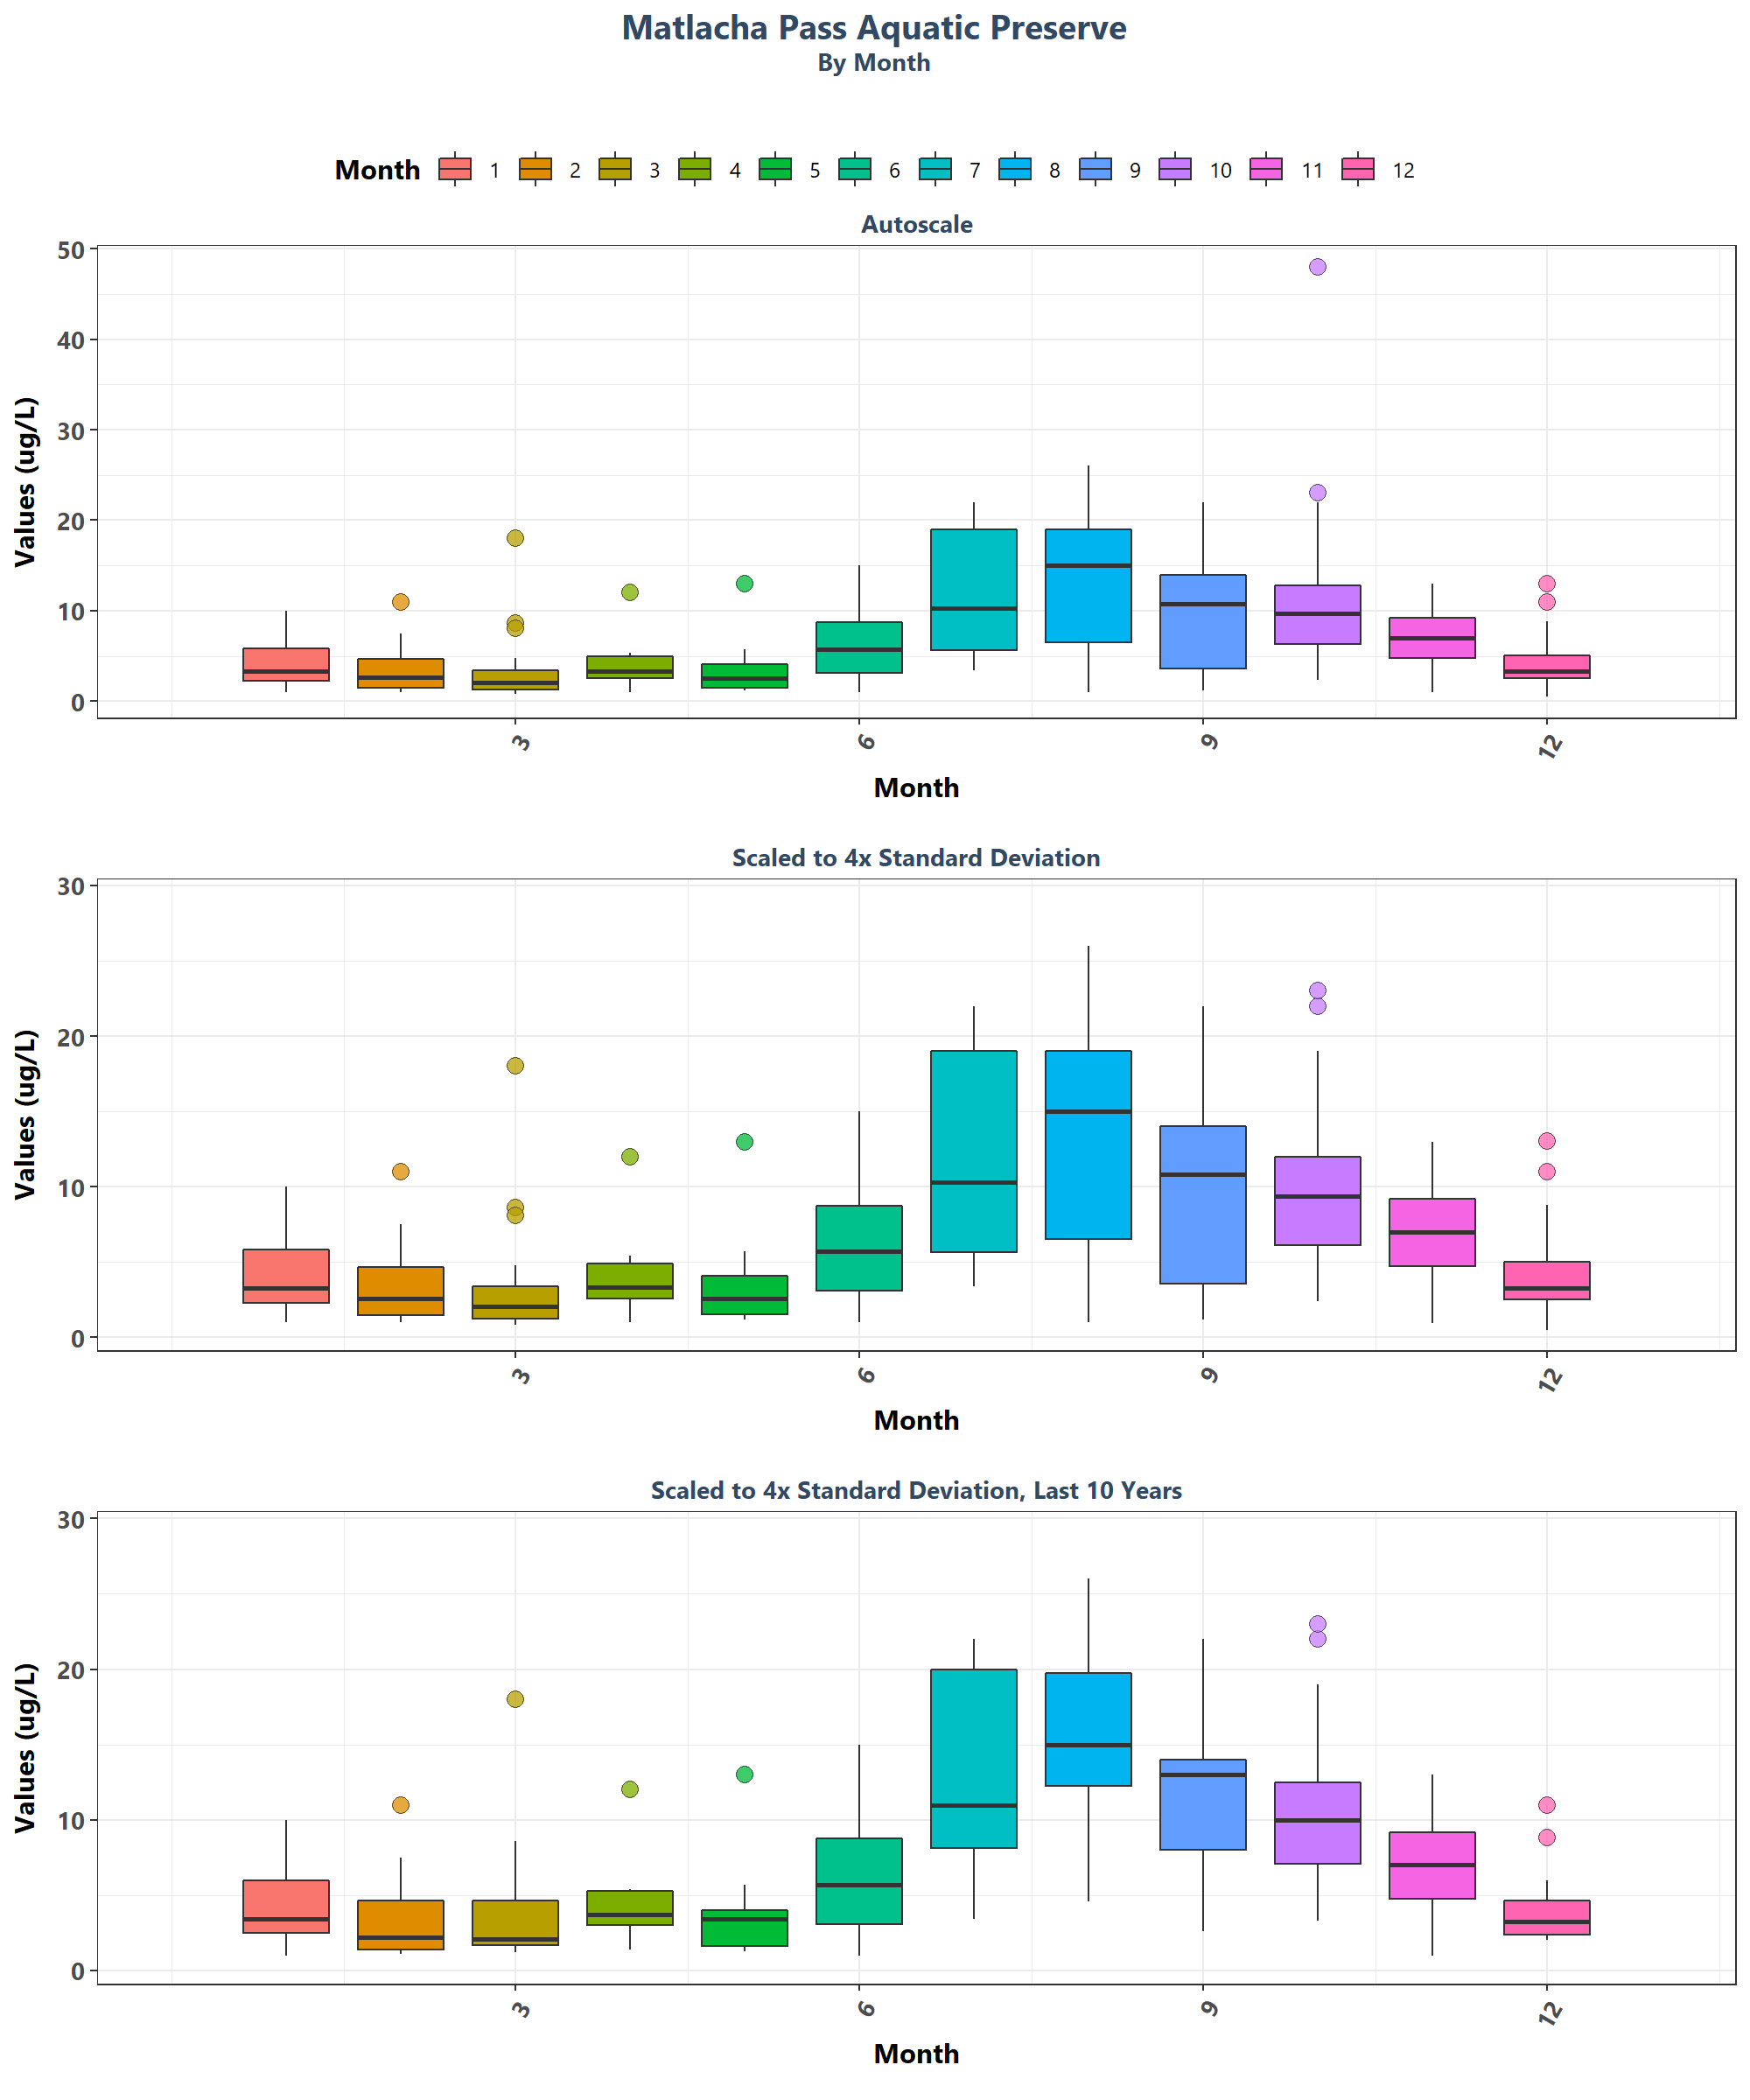 Matlacha Pass Aquatic Preserve
By Month
Month 1 2 3 4 5 6 7 8 9 10 11 12
Autoscale
50
40
30
20
10
0
Values (ug/L)
3 6 9 12
Month
Scaled to 4x Standard Deviation
30
20
10
0
Values (ug/L)
3 6 9 12
Month
Scaled to 4x Standard Deviation, Last 10 Years
30
20
10
0
Values (ug/L)
3 6 9 12
Month